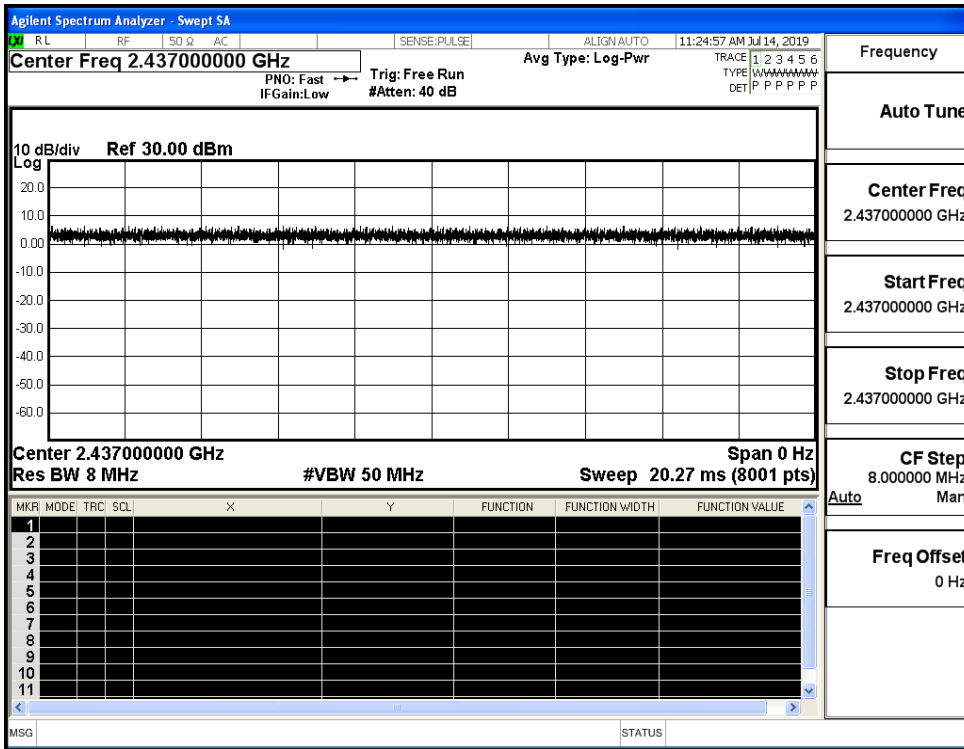 Agilent Spectrum Analyzer - Swept SA
LXI RL RF 50 Ω AC SENSE:PULSE ALIGN AUTO 11:24:57 AM Jul 14, 2019
Center Freq 2.437000000 GHz
Avg Type: Log-Pwr
TRACE 1 2 3 4 5 6
PNO: Fast
Trig: Free Run
TYPE WWWWWW
IFGain:Low
#Atten: 40 dB
DET P P P P P P
10 dB/div Ref 30.00 dBm
Log
20.0
10.0
0.00
-10.0
-20.0
-30.0
-40.0
-50.0
-60.0
Center 2.437000000 GHz Span 0 Hz
Res BW 8 MHz #VBW 50 MHz Sweep 20.27 ms (8001 pts)
MKR MODE TRC SCL X Y FUNCTION FUNCTION WIDTH FUNCTION VALUE
1
2
3
4
5
6
7
8
9
10
11
MSG STATUS
Frequency
Auto Tune
Center Freq
2.437000000 GHz
Start Freq
2.437000000 GHz
Stop Freq
2.437000000 GHz
CF Step
8.000000 MHz
Auto Man
Freq Offset
0 Hz